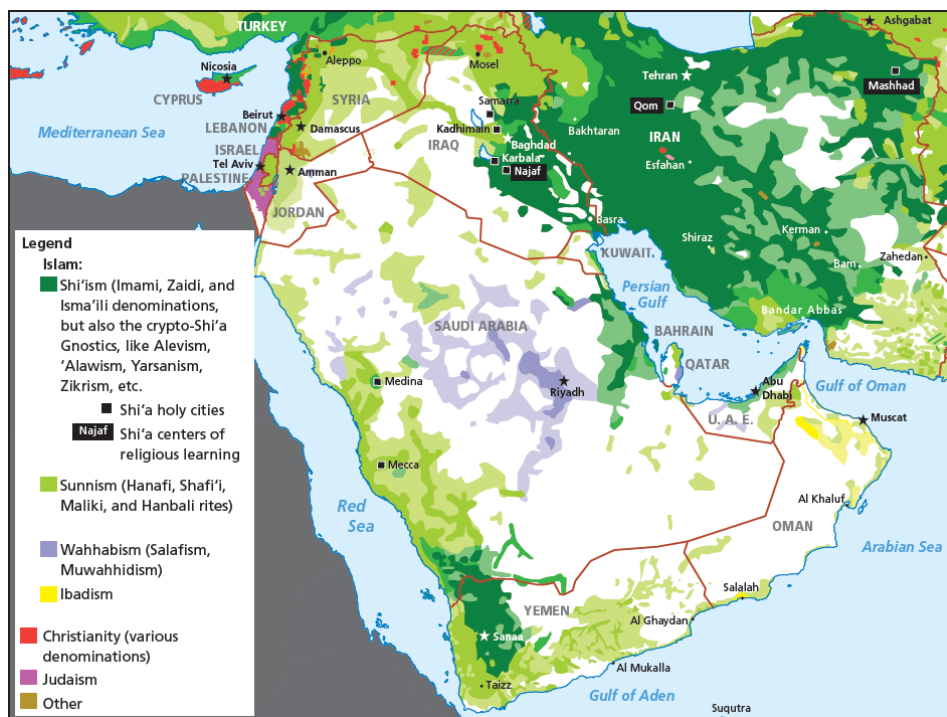 TURKEY
Ashgabat
Nicosia
Aleppo
Mosel
Tehran
Mashhad
CYPRUS
SYRIA
Samarra
Qom
Beirut
LEBANON
Damascus
Kadhimain
Bakhtaran
IRAN
Mediterranean Sea
ISRAEL
IRAQ
Baghdad
Esfahan
Tel Aviv
Karbala
PALESTINE
Amman
Najaf
JORDAN
Basra
Shiraz
Kerman
KUWAIT
Zahedan
Bam
Persian
Gulf
Bandar Abbas
SAUDI ARABIA
BAHRAIN
QATAR
Medina
Riyadh
Abu
Dhabi
Gulf of Oman
U. A. E.
Muscat
Mecca
Red
Sea
Al Khaluf
OMAN
Arabian Sea
Salalah
YEMEN
Al Ghaydan
Sanaa
Al Mukalla
Taizz
Gulf of Aden
Suqutra
Legend
Islam:
Shi'ism (Imami, Zaidi, and
Isma'ili denominations,
but also the crypto-Shi'a
Gnostics, like Alevism,
'Alawism, Yarsanism,
Zikrism, etc.
Shi'a holy cities
Najaf Shi'a centers of
religious learning
Sunnism (Hanafi, Shafi'i,
Maliki, and Hanbali rites)
Wahhabism (Salafism,
Muwahhidism)
Ibadism
Christianity (various
denominations)
Judaism
Other